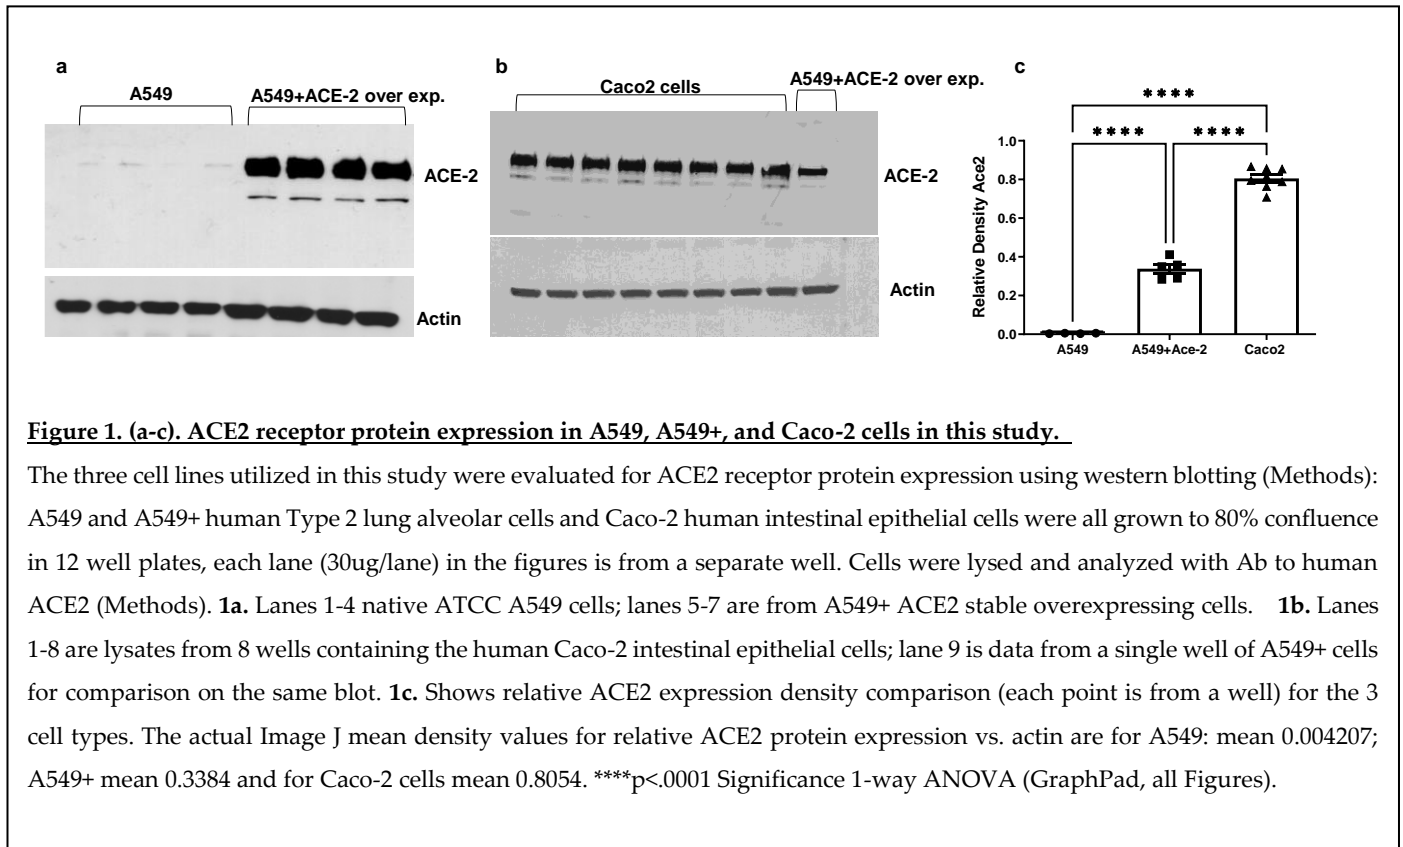 a
A549
A549+ACE-2 over exp.
ACE-2
Actin
b
Caco2 cells
A549+ACE-2 over exp.
ACE-2
Actin
c
****
**** ****
Relative Density Ace2
1.0
0.8
0.6
0.4
0.2
0.0
A549 A549+Ace-2 Caco2
Figure 1. (a-c). ACE2 receptor protein expression in A549, A549+, and Caco-2 cells in this study.
The three cell lines utilized in this study were evaluated for ACE2 receptor protein expression using western blotting (Methods):
A549 and A549+ human Type 2 lung alveolar cells and Caco-2 human intestinal epithelial cells were all grown to 80% confluence
in 12 well plates, each lane (30ug/lane) in the figures is from a separate well. Cells were lysed and analyzed with Ab to human
ACE2 (Methods). 1a. Lanes 1-4 native ATCC A549 cells; lanes 5-7 are from A549+ ACE2 stable overexpressing cells. 1b. Lanes
1-8 are lysates from 8 wells containing the human Caco-2 intestinal epithelial cells; lane 9 is data from a single well of A549+ cells
for comparison on the same blot. 1c. Shows relative ACE2 expression density comparison (each point is from a well) for the 3
cell types. The actual Image J mean density values for relative ACE2 protein expression vs. actin are for A549: mean 0.004207;
A549+ mean 0.3384 and for Caco-2 cells mean 0.8054. ****p<.0001 Significance 1-way ANOVA (GraphPad, all Figures).